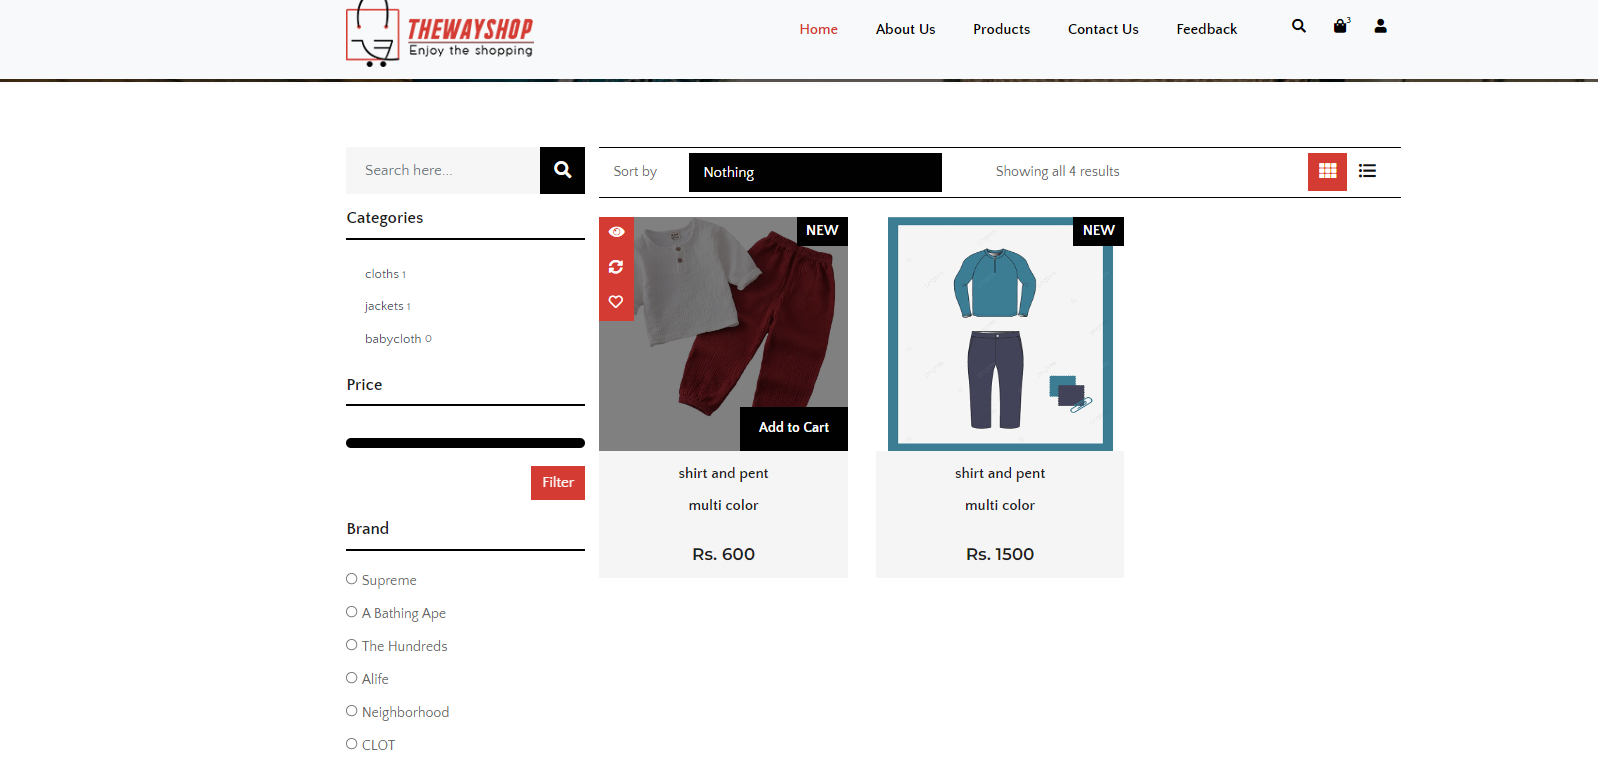 THEWAYSHOP
Enjoy the shopping
Home About Us Products Contact Us Feedback 3
Search here...
Sort by Nothing Showing all 4 results
Categories
cloths 1
jackets 1
babycloth 0
Price
Filter
Brand
Supreme
A Bathing Ape
The Hundreds
Alife
Neighborhood
CLOT
NEW
Add to Cart
shirt and pent
multi color
Rs. 600
NEW
shirt and pent
multi color
Rs. 1500